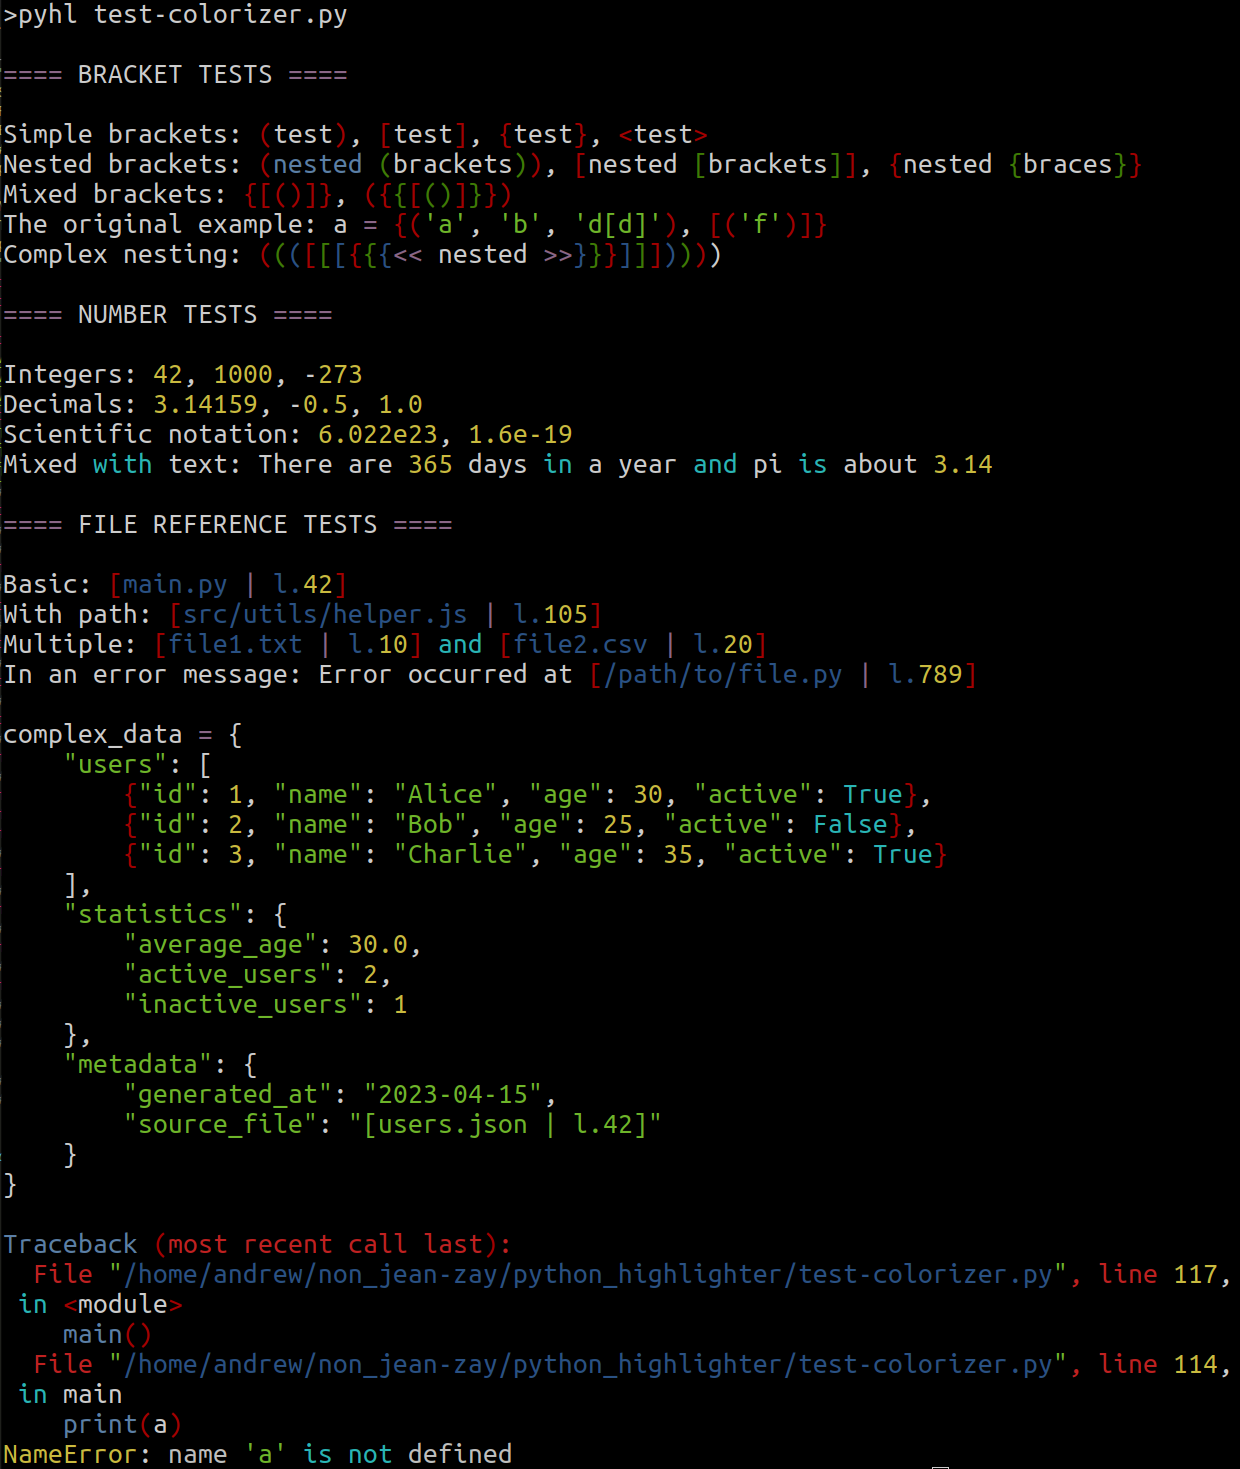 >pyhl test-colorizer.py
==== BRACKET TESTS ====
Simple brackets: (test), [test], {test}, <test>
Nested brackets: (nested (brackets)), [nested [brackets]], {nested {braces}}
Mixed brackets: {[()]}, ({{[()]}})
The original example: a = {('a', 'b', 'd[d]'), [('f')]}
Complex nesting: ((([[[{{{<< nested >>}}}]]]))))
==== NUMBER TESTS ====
Integers: 42, 1000, -273
Decimals: 3.14159, -0.5, 1.0
Scientific notation: 6.022e23, 1.6e-19
Mixed with text: There are 365 days in a year and pi is about 3.14
==== FILE REFERENCE TESTS ====
Basic: [main.py | l.42]
With path: [src/utils/helper.js | l.105]
Multiple: [file1.txt | l.10] and [file2.csv | l.20]
In an error message: Error occurred at [/path/to/file.py | l.789]
complex_data = {
    "users": [
        {"id": 1, "name": "Alice", "age": 30, "active": True},
        {"id": 2, "name": "Bob", "age": 25, "active": False},
        {"id": 3, "name": "Charlie", "age": 35, "active": True}
    ],
    "statistics": {
        "average_age": 30.0,
        "active_users": 2,
        "inactive_users": 1
    },
    "metadata": {
        "generated_at": "2023-04-15",
        "source_file": "[users.json | l.42]"
    }
}
Traceback (most recent call last):
  File "/home/andrew/non_jean-zay/python_highlighter/test-colorizer.py", line 117,
 in <module>
    main()
  File "/home/andrew/non_jean-zay/python_highlighter/test-colorizer.py", line 114,
 in main
    print(a)
NameError: name 'a' is not defined